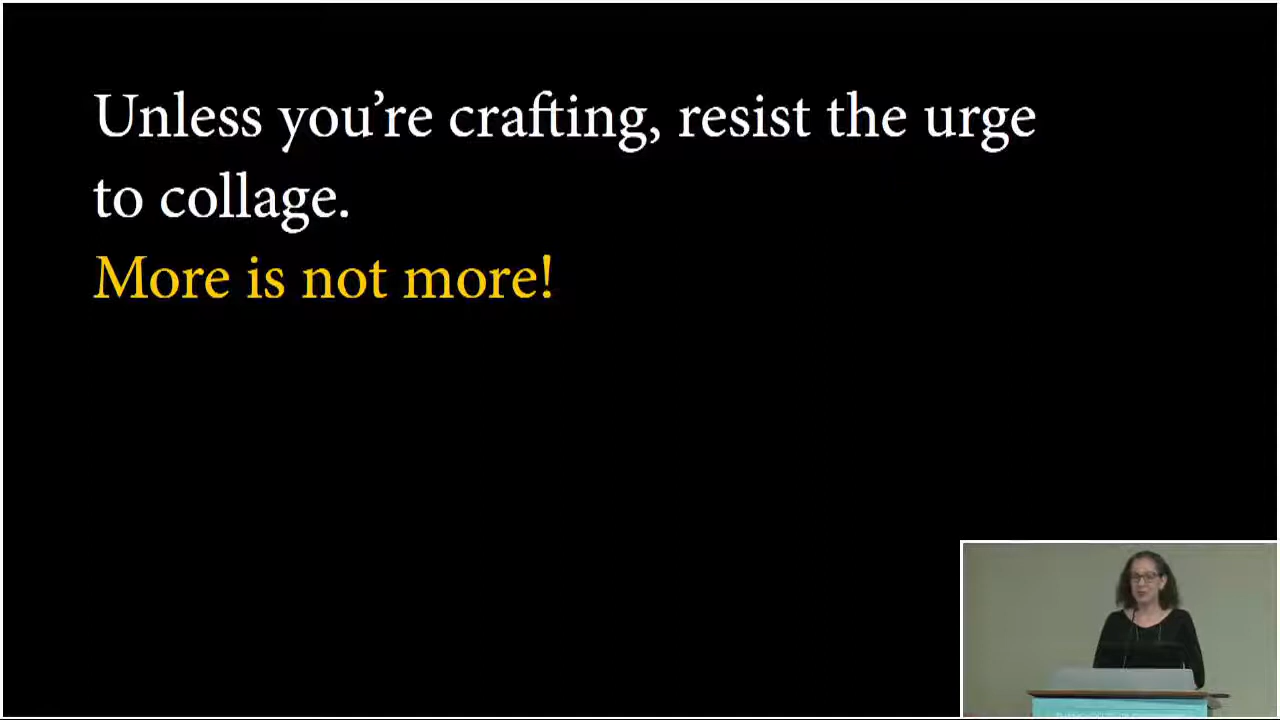 Unless you’re crafting, resist the urge
to collage.
More is not more!